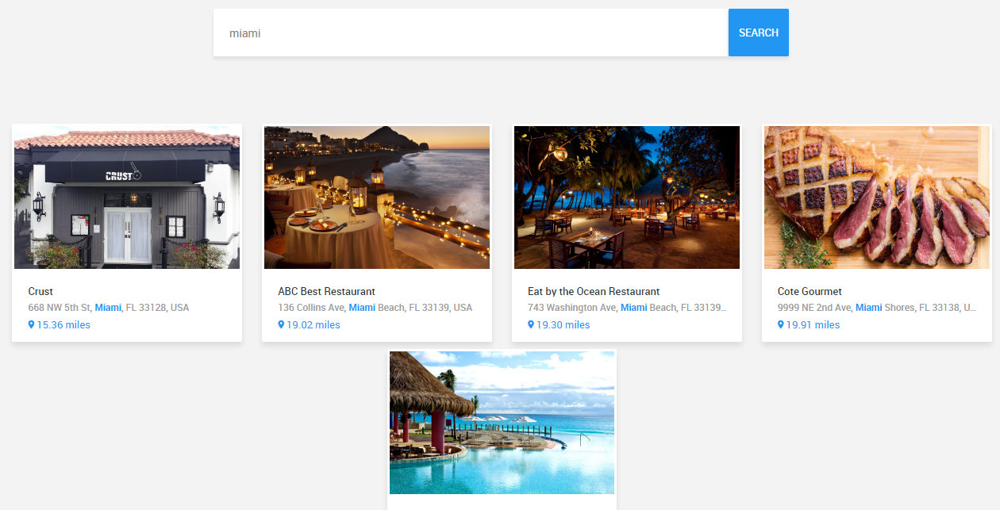 miami
SEARCH
CRUST
Crust
668 NW 5th St, Miami, FL 33128, USA
15.36 miles
ABC Best Restaurant
136 Collins Ave, Miami Beach, FL 33139, USA
19.02 miles
Eat by the Ocean Restaurant
743 Washington Ave, Miami Beach, FL 33139...
19.30 miles
Cote Gourmet
9999 NE 2nd Ave, Miami Shores, FL 33138, U...
19.91 miles